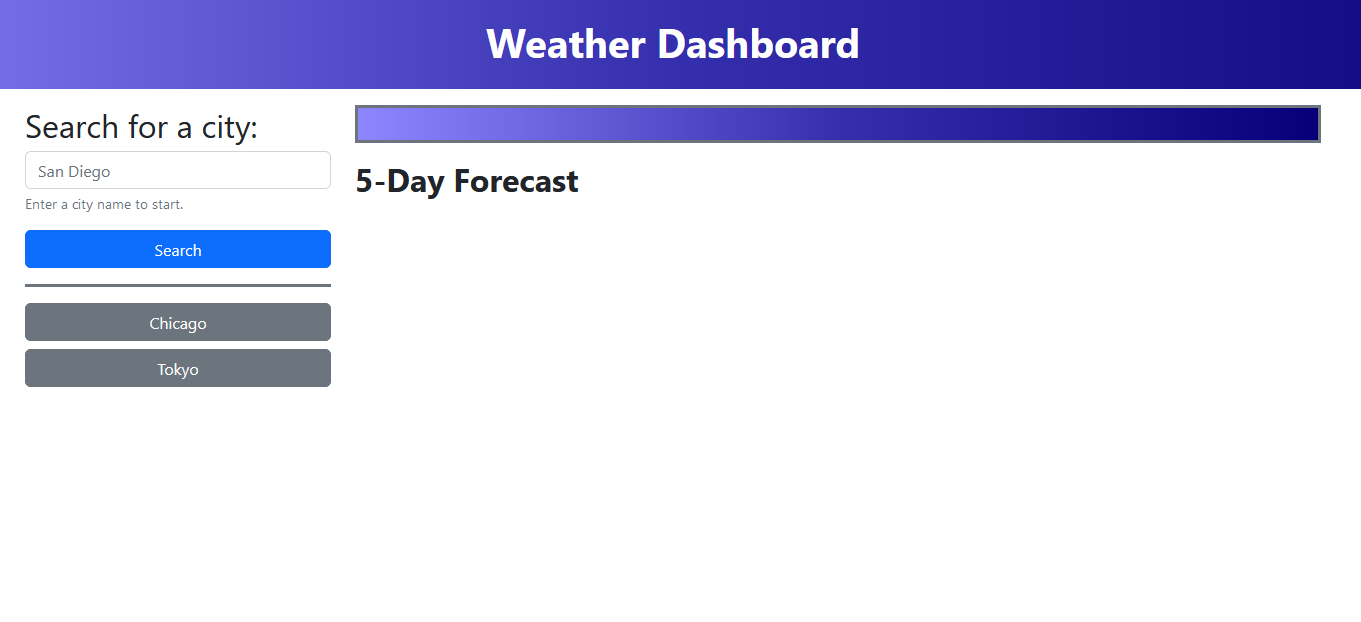 Weather Dashboard
Search for a city:
San Diego
Enter a city name to start.
Search
Chicago
Tokyo
5-Day Forecast